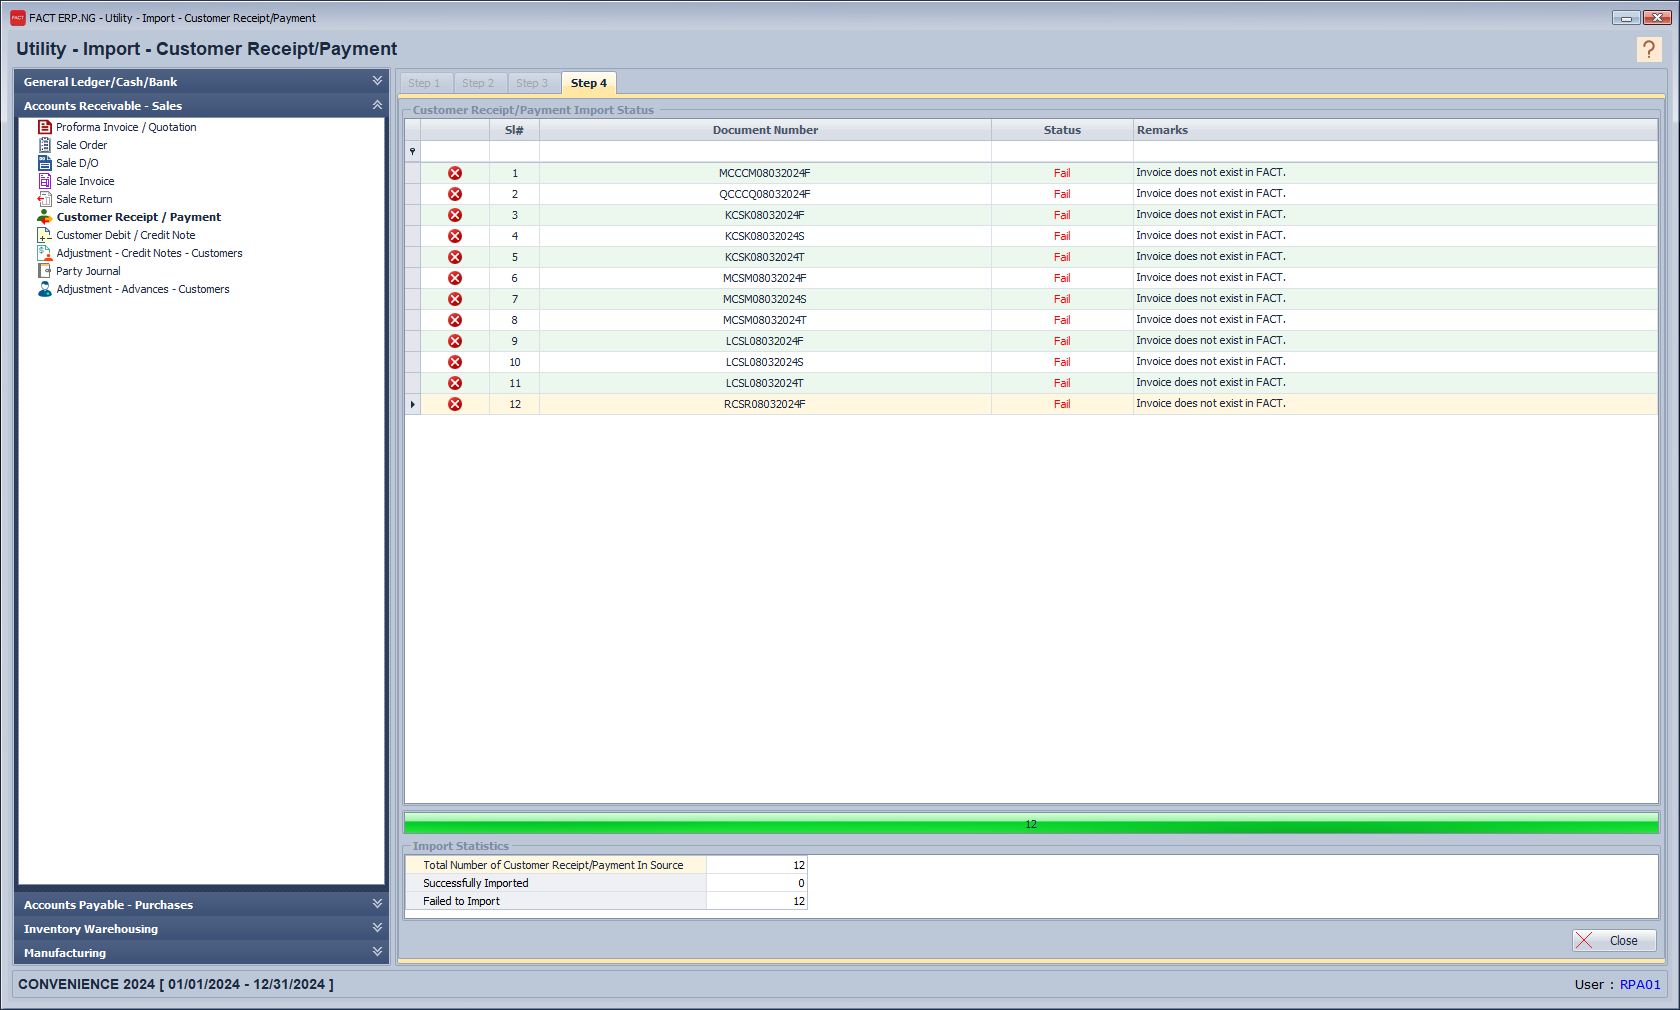 FACT ERP.NG - Utility - Import - Customer Receipt/Payment
Utility - Import - Customer Receipt/Payment
?
General Ledger/Cash/Bank
Accounts Receivable - Sales
Proforma Invoice / Quotation
Sale Order
Sale D/O
Sale Invoice
Sale Return
Customer Receipt / Payment
Customer Debit / Credit Note
Adjustment - Credit Notes - Customers
Party Journal
Adjustment - Advances - Customers
Accounts Payable - Purchases
Inventory Warehousing
Manufacturing
Step 1 Step 2 Step 3 Step 4
Customer Receipt/Payment Import Status
Sl# Document Number Status Remarks
1 MCCCM08032024F Fail Invoice does not exist in FACT.
2 QCCCQ08032024F Fail Invoice does not exist in FACT.
3 KCSK08032024F Fail Invoice does not exist in FACT.
4 KCSK08032024S Fail Invoice does not exist in FACT.
5 KCSK08032024T Fail Invoice does not exist in FACT.
6 MCSM08032024F Fail Invoice does not exist in FACT.
7 MCSM08032024S Fail Invoice does not exist in FACT.
8 MCSM08032024T Fail Invoice does not exist in FACT.
9 LCSL08032024F Fail Invoice does not exist in FACT.
10 LCSL08032024S Fail Invoice does not exist in FACT.
11 LCSL08032024T Fail Invoice does not exist in FACT.
12 RCSR08032024F Fail Invoice does not exist in FACT.
12
Import Statistics
Total Number of Customer Receipt/Payment In Source 12
Successfully Imported 0
Failed to Import 12
Close
CONVENIENCE 2024 [ 01/01/2024 - 12/31/2024 ]
User : RPA01